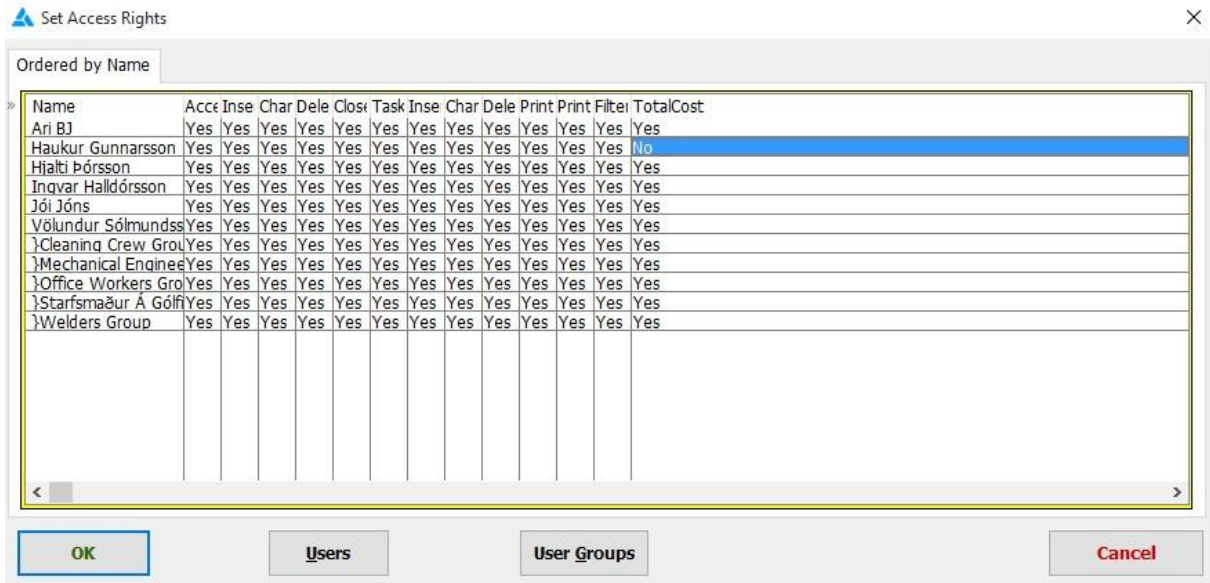 Set Access Rights
Ordered by Name
Name Acce Inse Char Dele Close Task Inse Char Dele Print Print Filter TotalCost
Ari BJ Yes Yes Yes Yes Yes Yes Yes Yes Yes Yes Yes Yes Yes
Haukur Gunnarsson Yes Yes Yes Yes Yes Yes Yes Yes Yes Yes Yes Yes No
Hjalti Þórsson Yes Yes Yes Yes Yes Yes Yes Yes Yes Yes Yes Yes Yes
Ingvar Halldórsson Yes Yes Yes Yes Yes Yes Yes Yes Yes Yes Yes Yes Yes
Jói Jóns Yes Yes Yes Yes Yes Yes Yes Yes Yes Yes Yes Yes Yes
Völundur Sólmundss Yes Yes Yes Yes Yes Yes Yes Yes Yes Yes Yes Yes Yes
}Cleaning Crew Grou Yes Yes Yes Yes Yes Yes Yes Yes Yes Yes Yes Yes Yes
}Mechanical Enginee Yes Yes Yes Yes Yes Yes Yes Yes Yes Yes Yes Yes Yes
}Office Workers Gro Yes Yes Yes Yes Yes Yes Yes Yes Yes Yes Yes Yes Yes
}Starfsmaður Á Gólfi Yes Yes Yes Yes Yes Yes Yes Yes Yes Yes Yes Yes Yes
}Welders Group Yes Yes Yes Yes Yes Yes Yes Yes Yes Yes Yes Yes Yes
OK Users User Groups Cancel